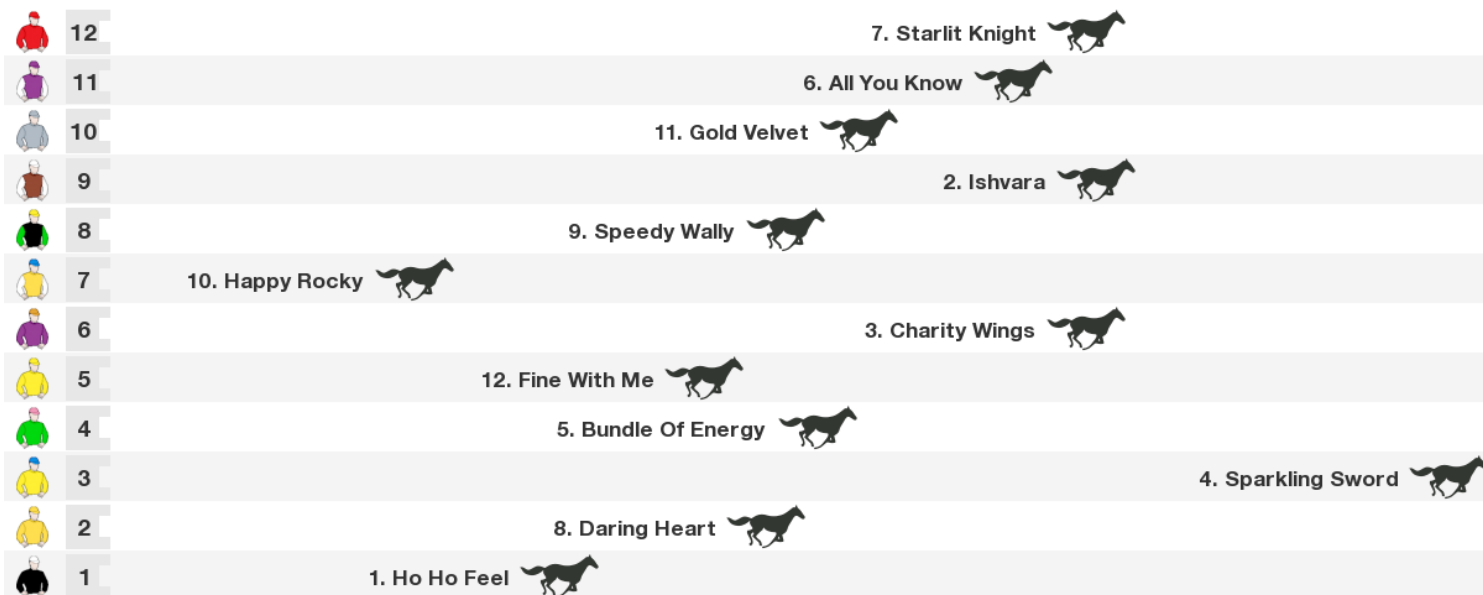 12 7. Starlit Knight
11 6. All You Know
10 11. Gold Velvet
9 2. Ishvara
8 9. Speedy Wally
7 10. Happy Rocky
6 3. Charity Wings
5 12. Fine With Me
4 5. Bundle Of Energy
3 4. Sparkling Sword
2 8. Daring Heart
1 1. Ho Ho Feel